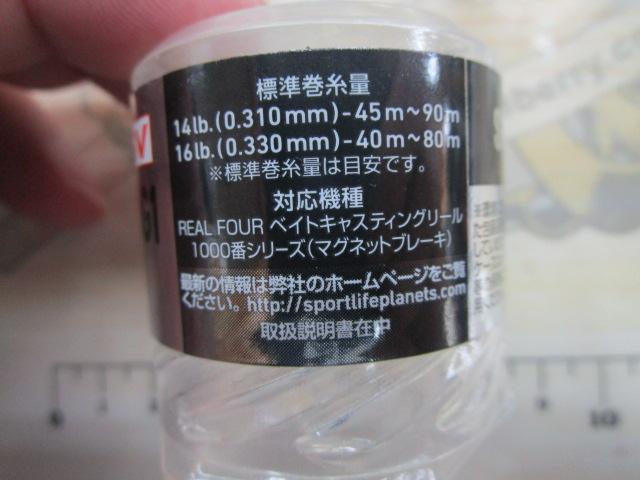 標準巻糸量
14lb.(0.310mm)-45m~90m
16lb.(0.330mm)-40m~80m
※標準巻糸量は目安です。
対応機種
REAL FOUR ベイトキャスティングリール
1000番シリーズ(マグネットブレーキ)
最新の情報は弊社のホームページをご覧
ください。http://sportlifeplanets.com
取扱説明書在中
G1
10